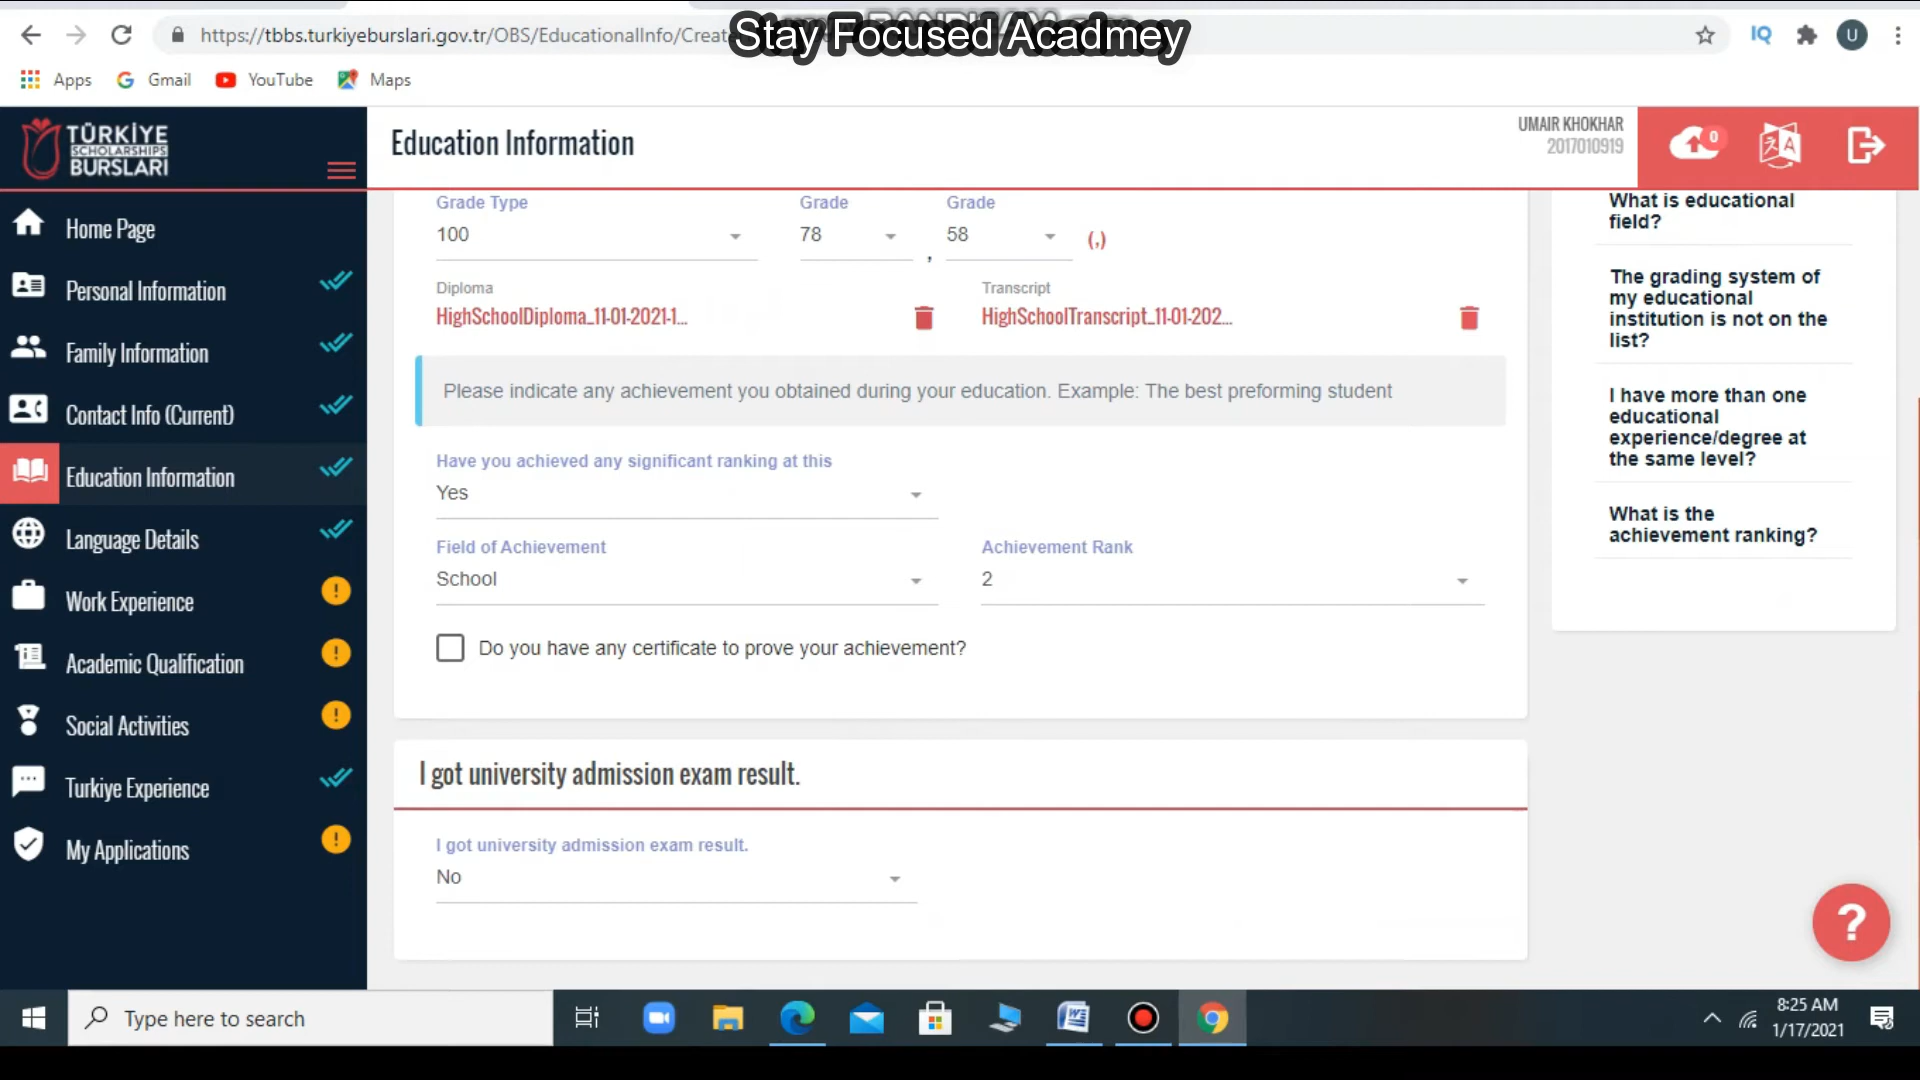 https://tbbs.turkiyeburslari.gov.tr/OBS/EducationalInfo/Creat
Stay Focused Acadmey
IQ
U
Apps
Gmail
YouTube
Maps
TÜRKİYE
SCHOLARSHIPS
BURSLARI
Education Information
UMAIR KHOKHAR
2017010919
0
Home Page
Personal Information
Family Information
Contact Info (Current)
Education Information
Language Details
Work Experience
!
Academic Qualification
!
Social Activities
!
Turkiye Experience
My Applications
!
Grade Type
Grade
Grade
100
78
,
58
(,)
Diploma
Transcript
HighSchoolDiploma_11-01-2021-1...
HighSchoolTranscript_11-01-202...
Please indicate any achievement you obtained during your education. Example: The best preforming student
Have you achieved any significant ranking at this
Yes
Field of Achievement
Achievement Rank
School
2
Do you have any certificate to prove your achievement?
I got university admission exam result.
I got university admission exam result.
No
What is educational
field?
The grading system of
my educational
institution is not on the
list?
I have more than one
educational
experience/degree at
the same level?
What is the
achievement ranking?
?
Type here to search
8:25 AM
1/17/2021